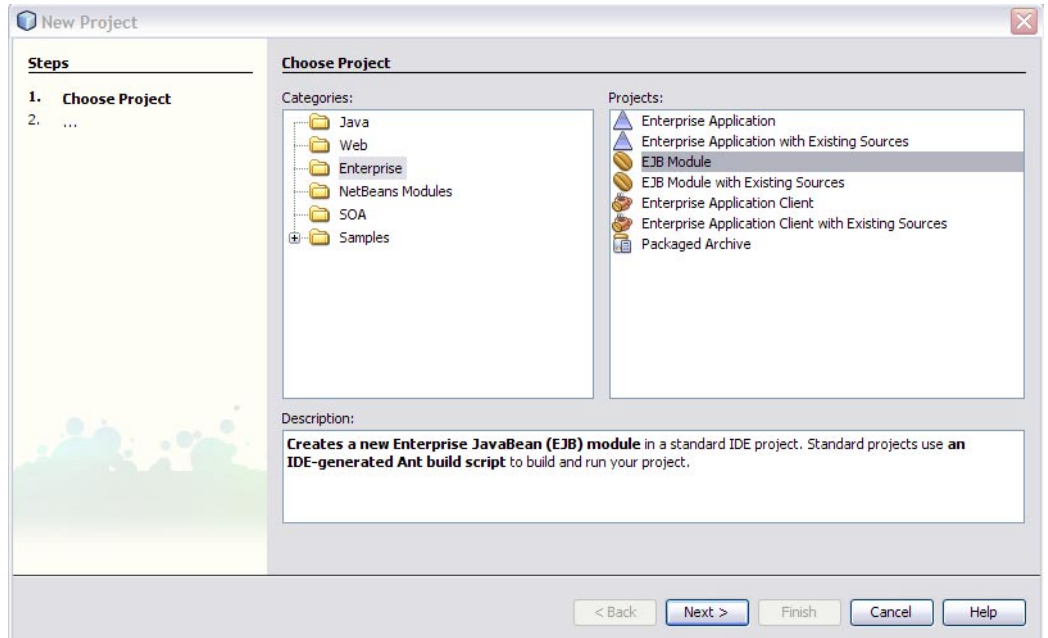 New Project
Steps
1. Choose Project
2. ...
Choose Project
Categories:
Java
Web
Enterprise
NetBeans Modules
SOA
Samples
Projects:
Enterprise Application
Enterprise Application with Existing Sources
EJB Module
EJB Module with Existing Sources
Enterprise Application Client
Enterprise Application Client with Existing Sources
Packaged Archive
Description:
Creates a new Enterprise JavaBean (EJB) module in a standard IDE project. Standard projects use an
IDE-generated Ant build script to build and run your project.
< Back Next > Finish Cancel Help